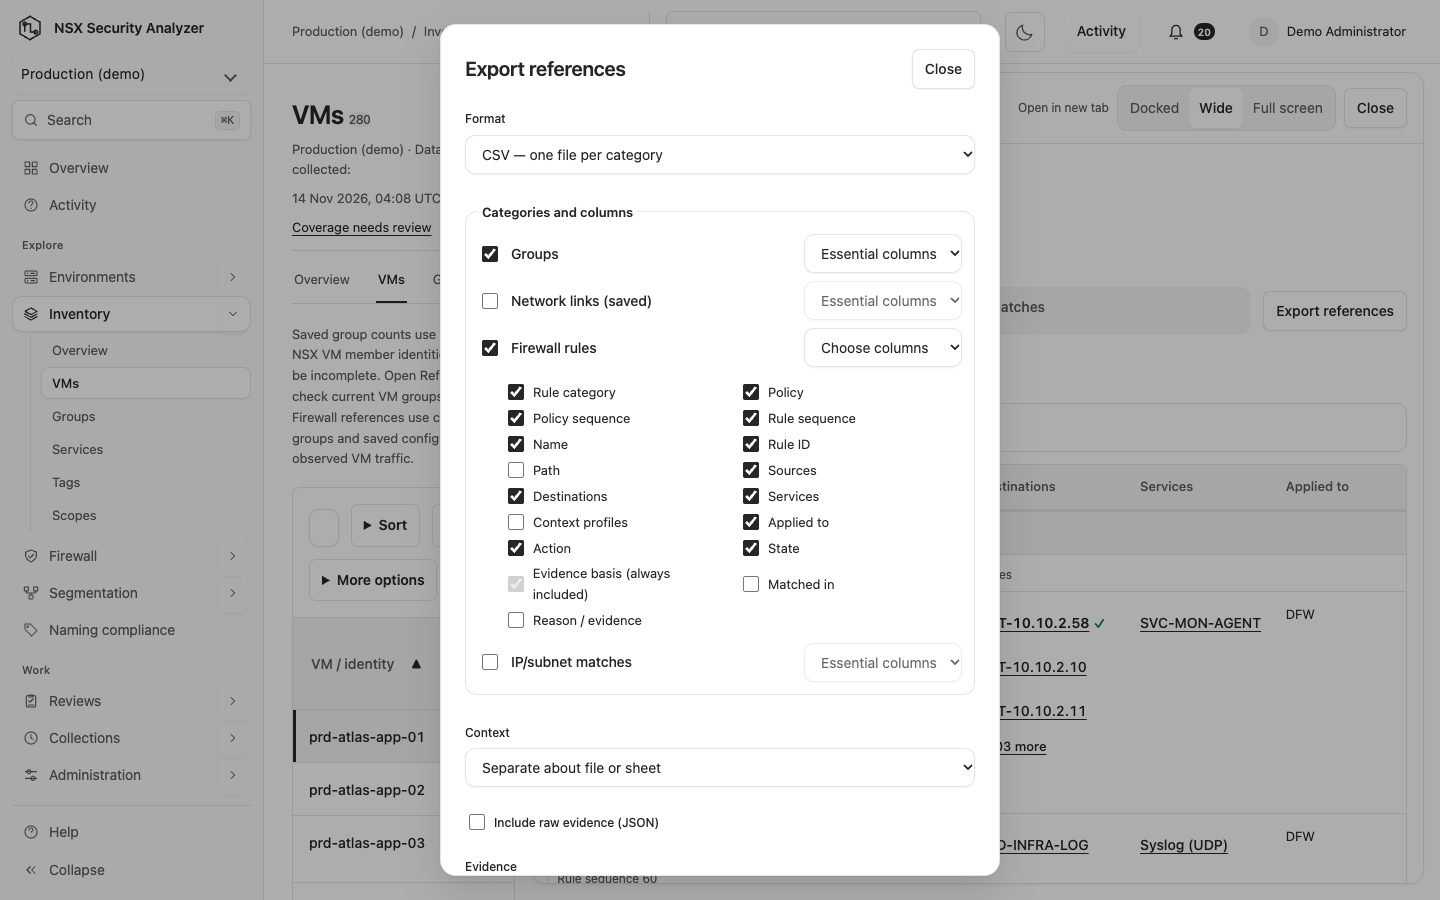 NSX Security Analyzer
Production (demo)
Search
⌘K
Overview
Activity
Explore
Environments
Inventory
Overview
VMs
Groups
Services
Tags
Scopes
Firewall
Segmentation
Naming compliance
Work
Reviews
Collections
Administration
Help
Collapse
Production (demo) / Inv
Activity
20
D
Demo Administrator
VMs 280
Production (demo) · Data
collected:
14 Nov 2026, 04:08 UTC
Coverage needs review
Overview
VMs
G
Saved group counts use
NSX VM member identiti
be incomplete. Open Ref
check current VM groups
Firewall references use c
groups and saved config
observed VM traffic.
Sort
More options
VM / identity
prd-atlas-app-01
prd-atlas-app-02
prd-atlas-app-03
Export references
Close
Format
CSV — one file per category
Categories and columns
Groups
Essential columns
Network links (saved)
Essential columns
Firewall rules
Choose columns
Rule category
Policy
Policy sequence
Rule sequence
Name
Rule ID
Path
Sources
Destinations
Services
Context profiles
Applied to
Action
State
Evidence basis (always
included)
Matched in
Reason / evidence
IP/subnet matches
Essential columns
Context
Separate about file or sheet
Include raw evidence (JSON)
Evidence
Rule sequence 60
Open in new tab
Docked
Wide
Full screen
Close
atches
Export references
stinations
Services
Applied to
es
T-10.10.2.58
SVC-MON-AGENT
DFW
T-10.10.2.10
T-10.10.2.11
03 more
D-INFRA-LOG
Syslog (UDP)
DFW